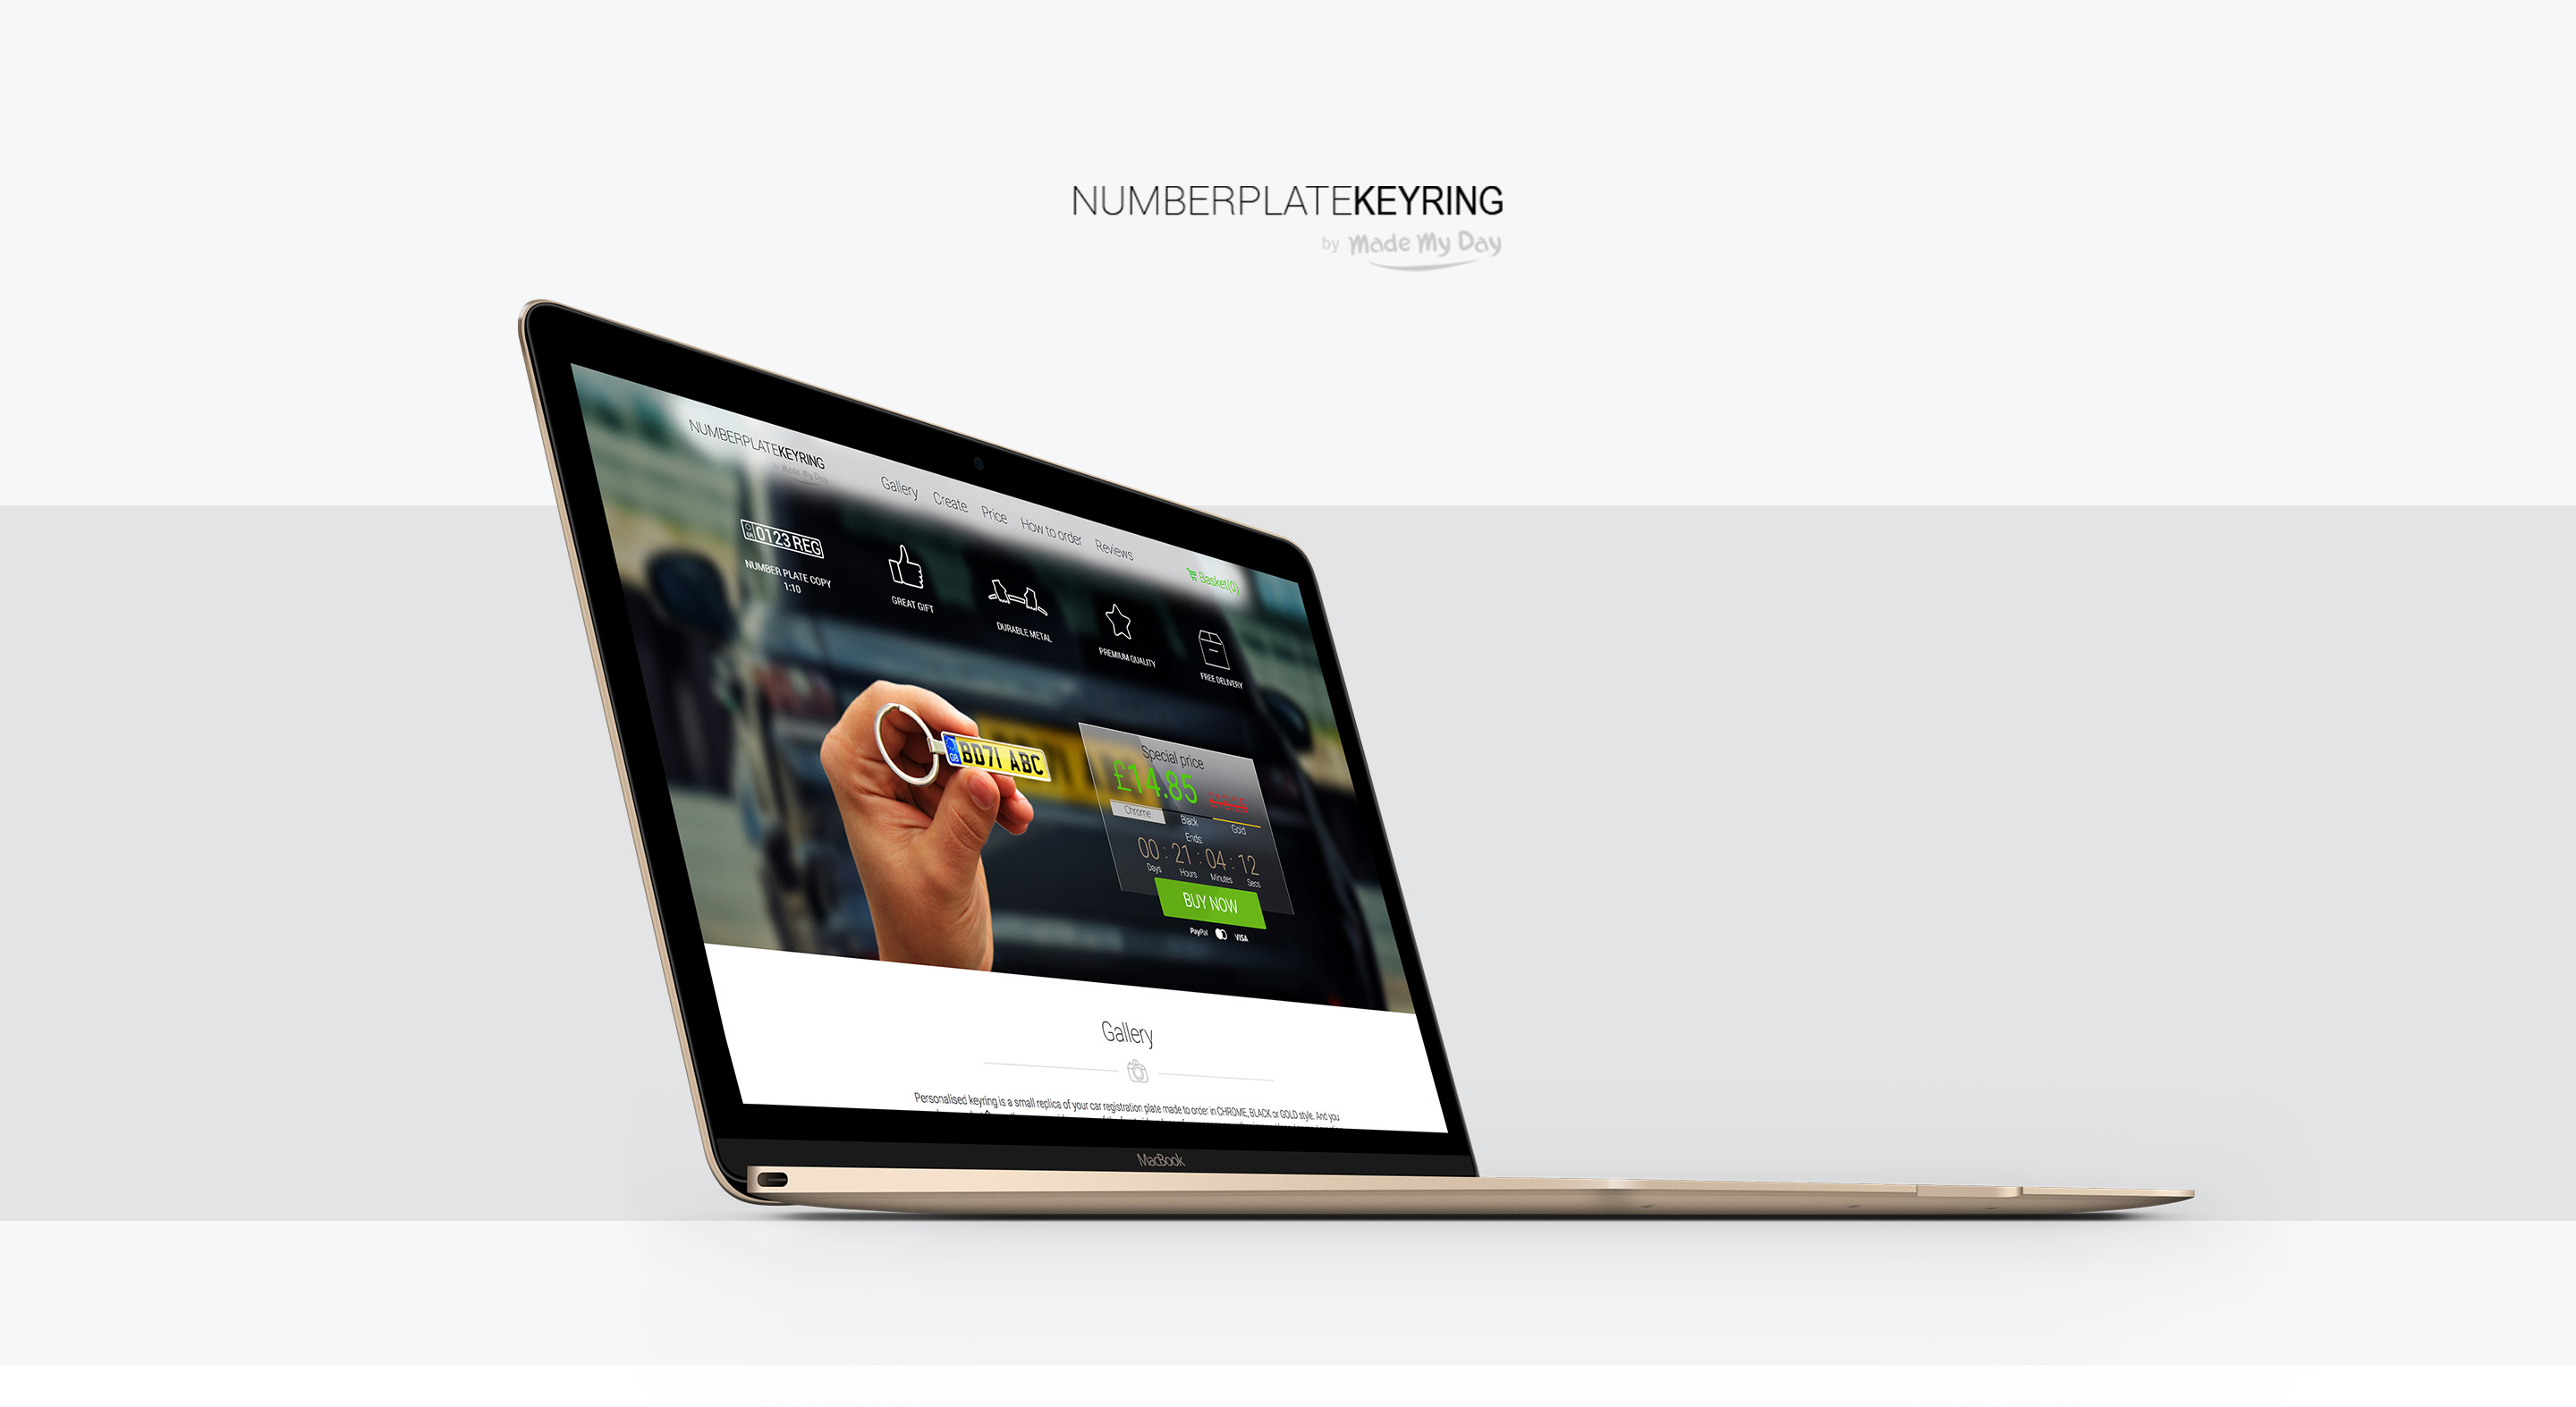 NUMBERPLATEKEYRING
by Made My Day
NUMBERPLATEKEYRING
by Made My Day
Gallery Create Price How to order Reviews
Basket(0)
GB 0123 REG
NUMBER PLATE COPY
1:10
GREAT GIFT
DURABLE METAL
PREMIUM QUALITY
FREE DELIVERY
GB BD71 ABC
Special price
£14.85
Chrome Black Gold
Ends:
00 : 21 : 04 : 12
Days Hours Minutes Secs
BUY NOW
PayPal VISA
Gallery
Personalised keyring is a small replica of your car registration plate made to order in CHROME, BLACK or GOLD style. And you
MacBook